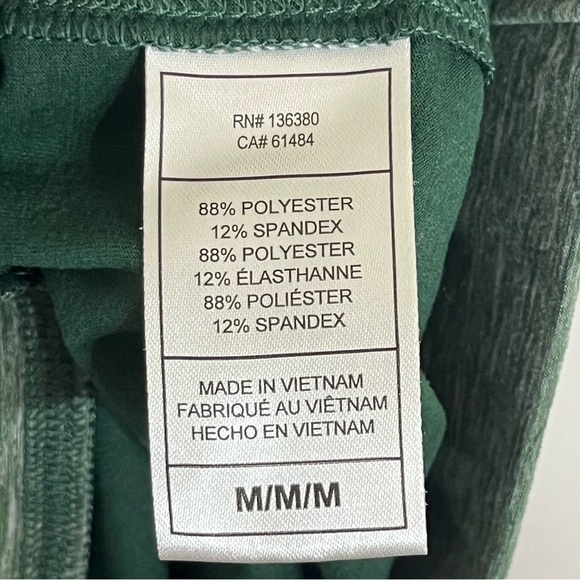 RN# 136380
CA# 61484
88% POLYESTER
12% SPANDEX
88% POLYESTER
12% ÉLASTHANNE
88% POLIÉSTER
12% SPANDEX
MADE IN VIETNAM
FABRIQUÉ AU VIÊTNAM
HECHO EN VIETNAM
M/M/M